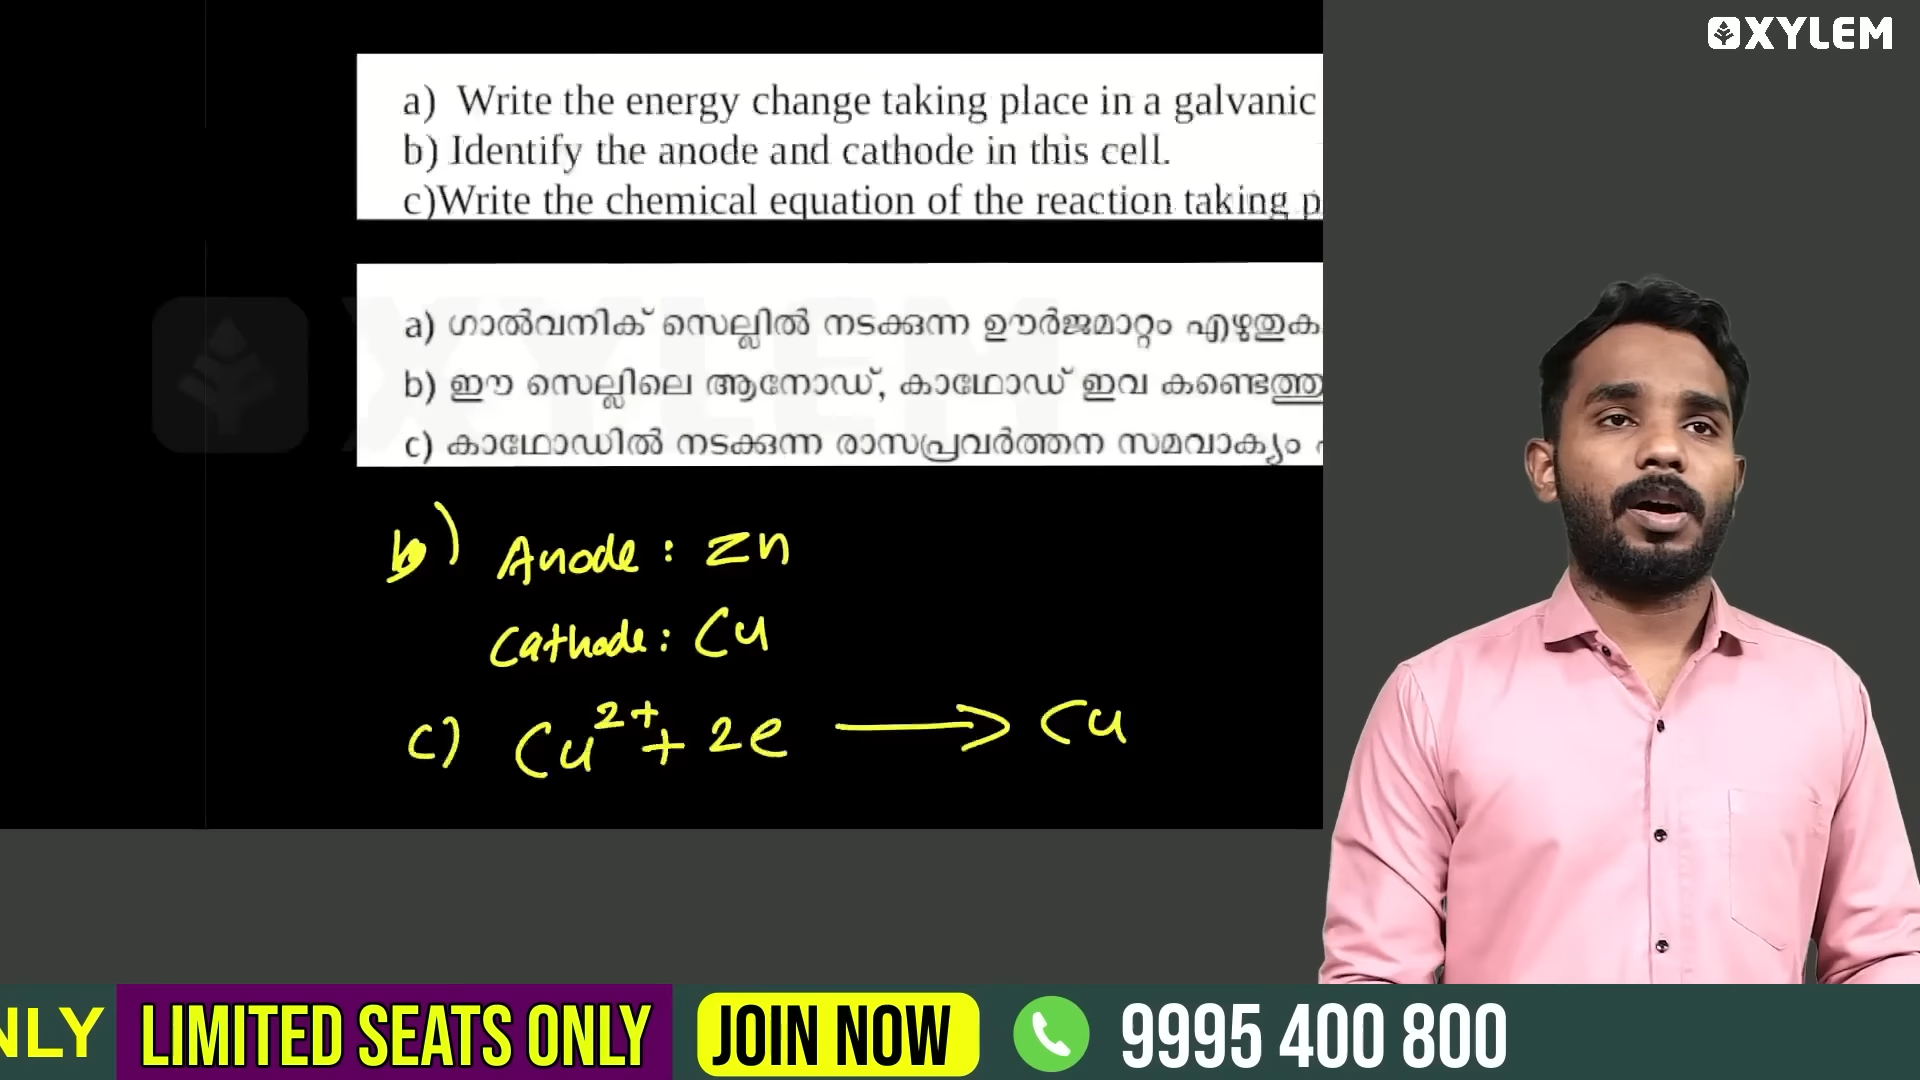 XYLEM
a) Write the energy change taking place in a galvanic
b) Identify the anode and cathode in this cell.
c)Write the chemical equation of the reaction taking p
a) ഗാൽവനിക് സെല്ലിൽ നടക്കുന്ന ഊർജമാറ്റം എഴുതുക.
b) ഈ സെല്ലിലെ ആനോഡ്, കാഥോഡ് ഇവ കണ്ടെത്തു
c) കാഥോഡിൽ നടക്കുന്ന രാസപ്രവർത്തന സമവാക്യം
b) Anode : Zn
Cathode : Cu
c) Cu²⁺ + 2e ⟶ Cu
NLY LIMITED SEATS ONLY JOIN NOW 9995 400 800